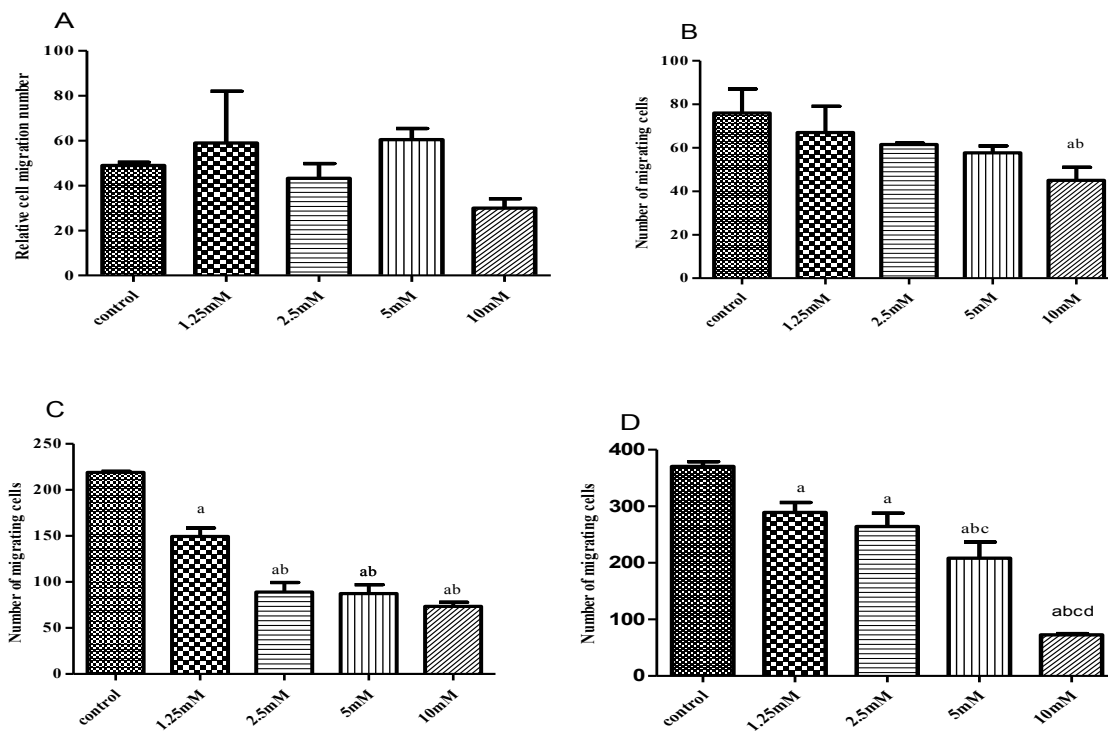 A
Relative cell migration number
100
80
60
40
20
0
control
1.25mM
2.5mM
5mM
10mM
B
Number of migrating cells
100
80
60
40
20
0
ab
control
1.25mM
2.5mM
5mM
10mM
C
Number of migrating cells
250
200
150
100
50
0
a
ab
ab
ab
control
1.25mM
2.5mM
5mM
10mM
D
Number of migrating cells
400
300
200
100
0
a
a
abc
abcd
control
1.25mM
2.5mM
5mM
10mM